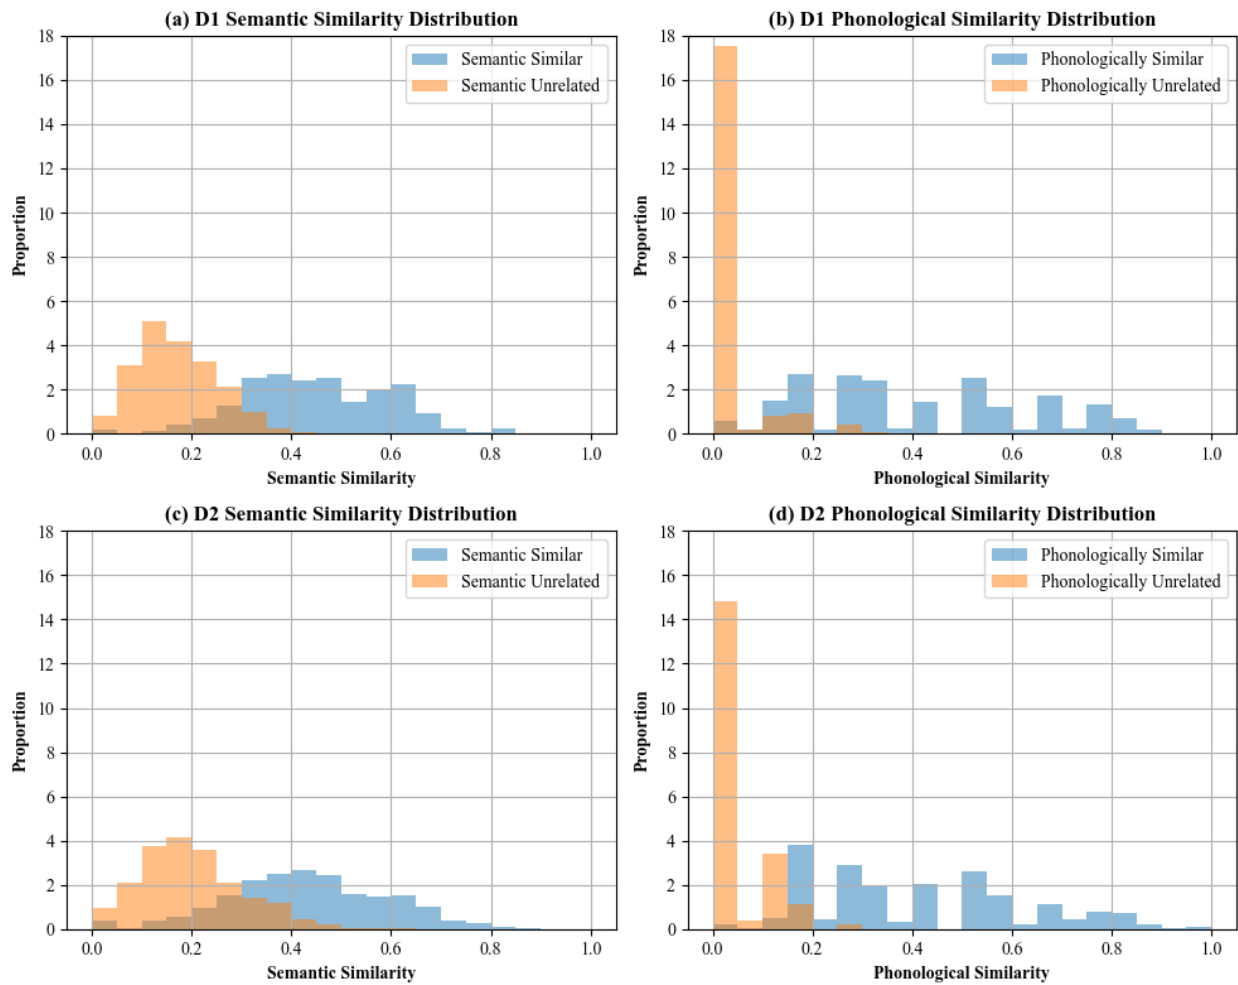 (a) D1 Semantic Similarity Distribution
18
16
14
12
10
8
6
4
2
0
Proportion
Semantic Similar
Semantic Unrelated
0.0 0.2 0.4 0.6 0.8 1.0
Semantic Similarity
(b) D1 Phonological Similarity Distribution
18
16
14
12
10
8
6
4
2
0
Proportion
Phonologically Similar
Phonologically Unrelated
0.0 0.2 0.4 0.6 0.8 1.0
Phonological Similarity
(c) D2 Semantic Similarity Distribution
18
16
14
12
10
8
6
4
2
0
Proportion
Semantic Similar
Semantic Unrelated
0.0 0.2 0.4 0.6 0.8 1.0
Semantic Similarity
(d) D2 Phonological Similarity Distribution
18
16
14
12
10
8
6
4
2
0
Proportion
Phonologically Similar
Phonologically Unrelated
0.0 0.2 0.4 0.6 0.8 1.0
Phonological Similarity